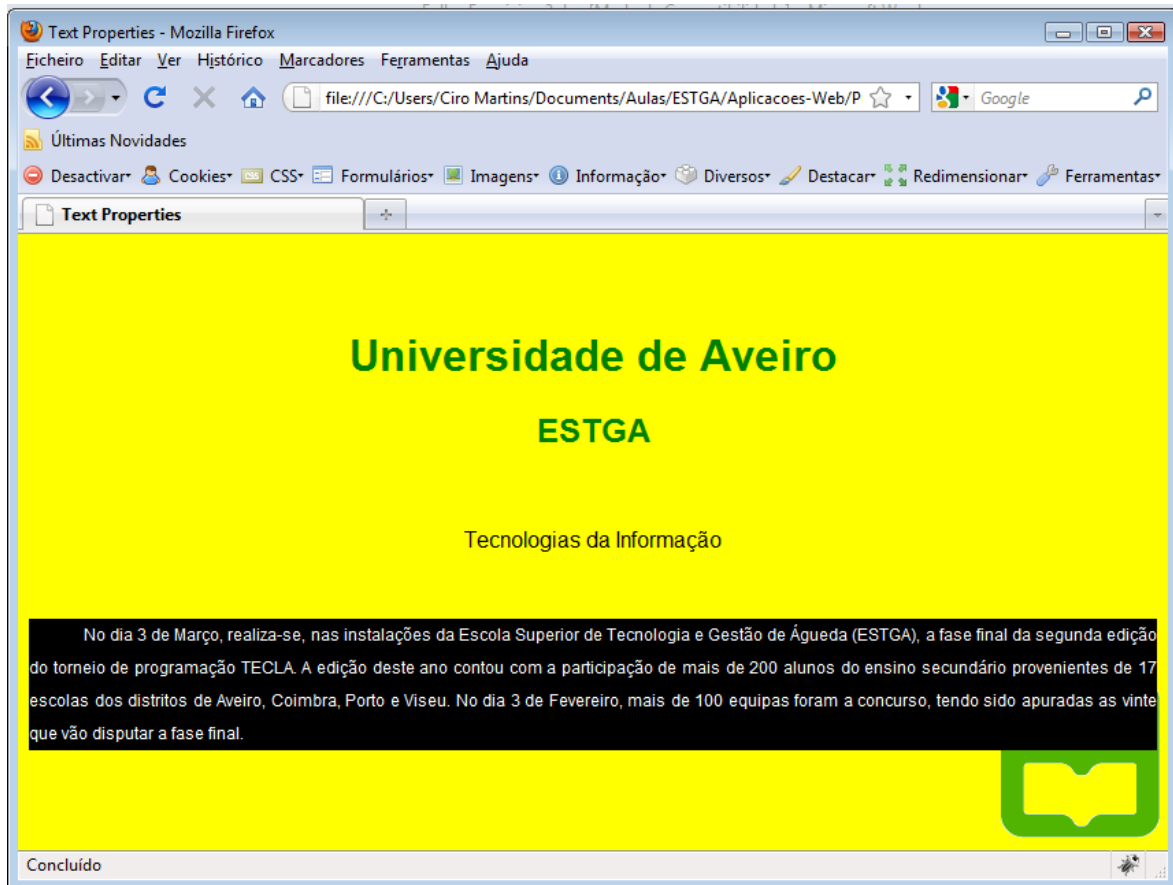 Text Properties - Mozilla Firefox
Ficheiro Editar Ver Histórico Marcadores Ferramentas Ajuda
file:///C:/Users/Ciro Martins/Documents/Aulas/ESTGA/Aplicacoes-Web/P
Google
Últimas Novidades
Desactivar Cookies CSS Formulários Imagens Informação Diversos Destacar Redimensionar Ferramentas
Text Properties
Universidade de Aveiro
ESTGA
Tecnologias da Informação
No dia 3 de Março, realiza-se, nas instalações da Escola Superior de Tecnologia e Gestão de Águeda (ESTGA), a fase final da segunda edição
do torneio de programação TECLA. A edição deste ano contou com a participação de mais de 200 alunos do ensino secundário provenientes de 17
escolas dos distritos de Aveiro, Coimbra, Porto e Viseu. No dia 3 de Fevereiro, mais de 100 equipas foram a concurso, tendo sido apuradas as vinte
que vão disputar a fase final.
Concluído